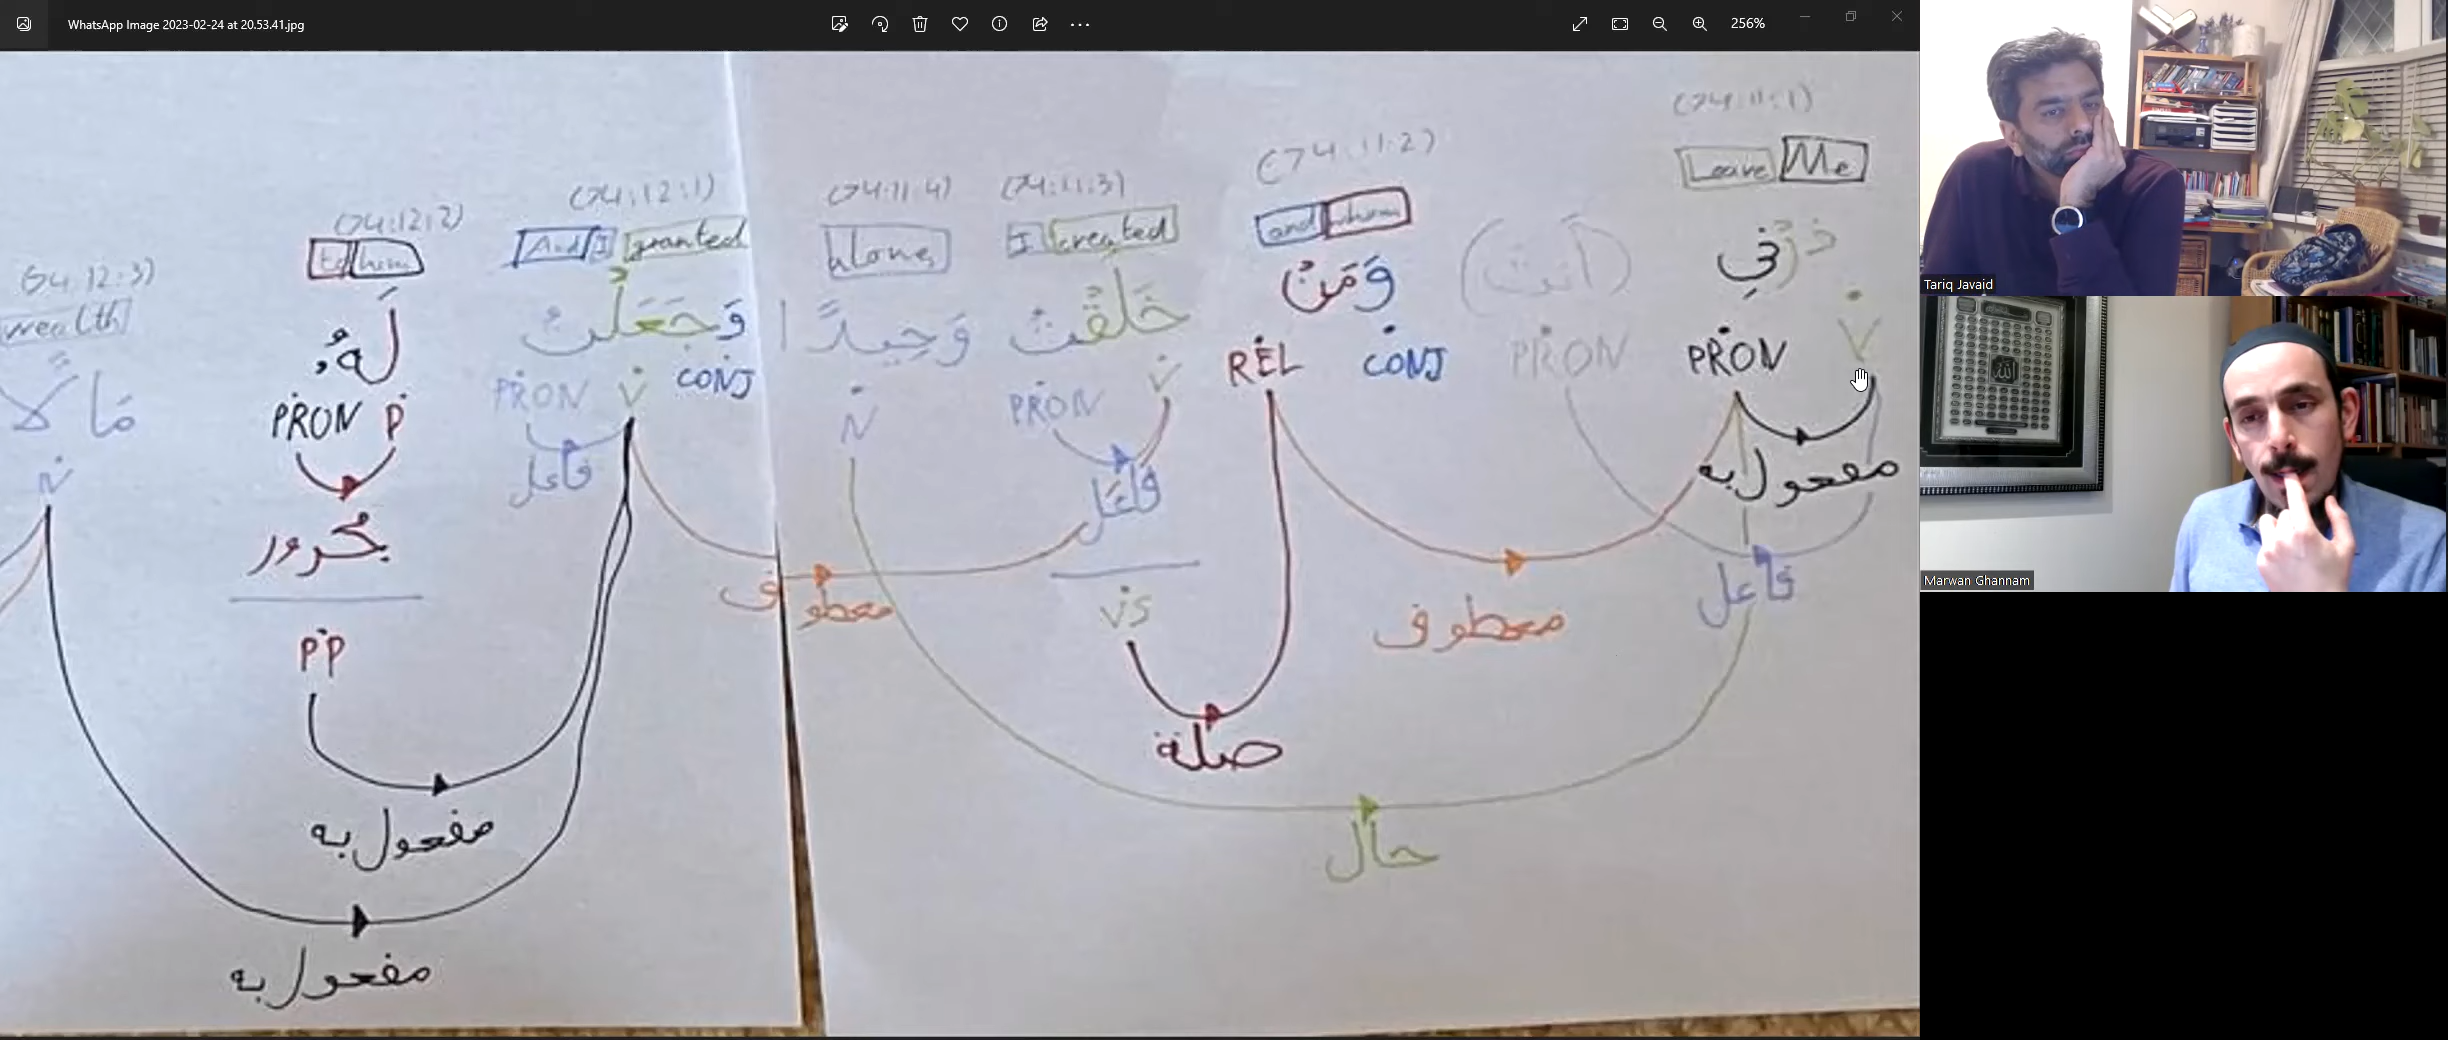 WhatsApp Image 2023-02-24 at 20.53.41.jpg
256%
(74:11:1)
Leave Me
ذَرْنِي
V
PRON
مفعول به
(أنت)
PRON
فاعل
(74:11:2)
and whom
وَمَنْ
CONJ
REL
معطوف
(74:11:3)
I created
خَلَقْتُ
V
PRON
فاعل
VS
صلة
(74:11:4)
alone
وَحِيدًا
N
حال
(74:12:1)
And I granted
وَجَعَلْتُ
CONJ
V
PRON
فاعل
معطوف
(74:12:2)
to him
لَهُ
P
PRON
مجرور
PP
مفعول به
(74:12:3)
wealth
مَالًا
N
مفعول به
Tariq Javaid
Marwan Ghannam